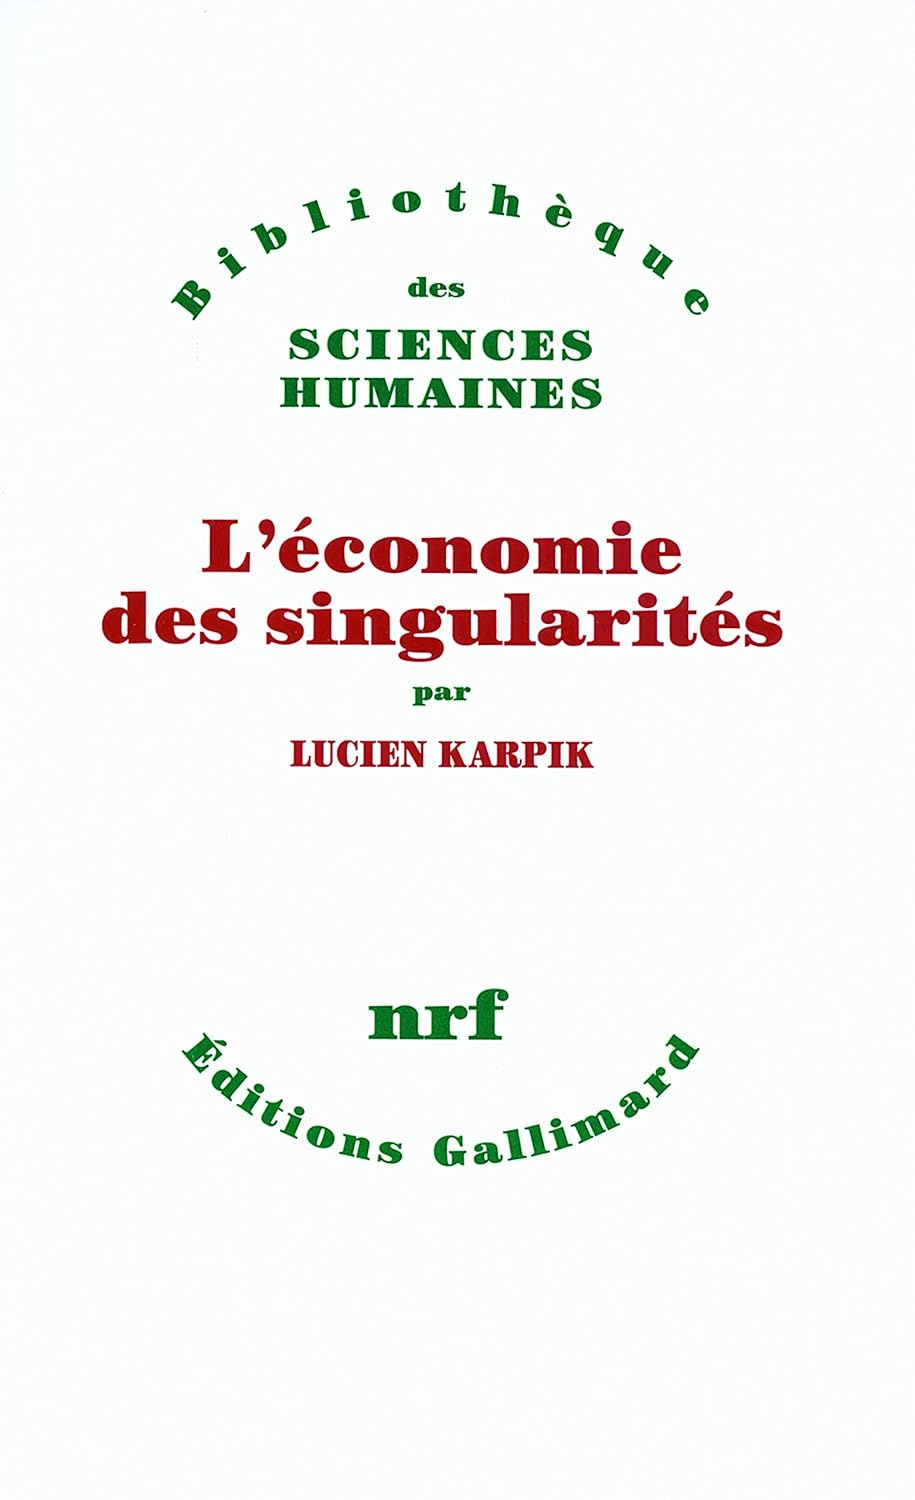 Bibliothèque
des
SCIENCES
HUMAINES
L'économie
des singularités
par
LUCIEN KARPIK
nrf
Éditions Gallimard